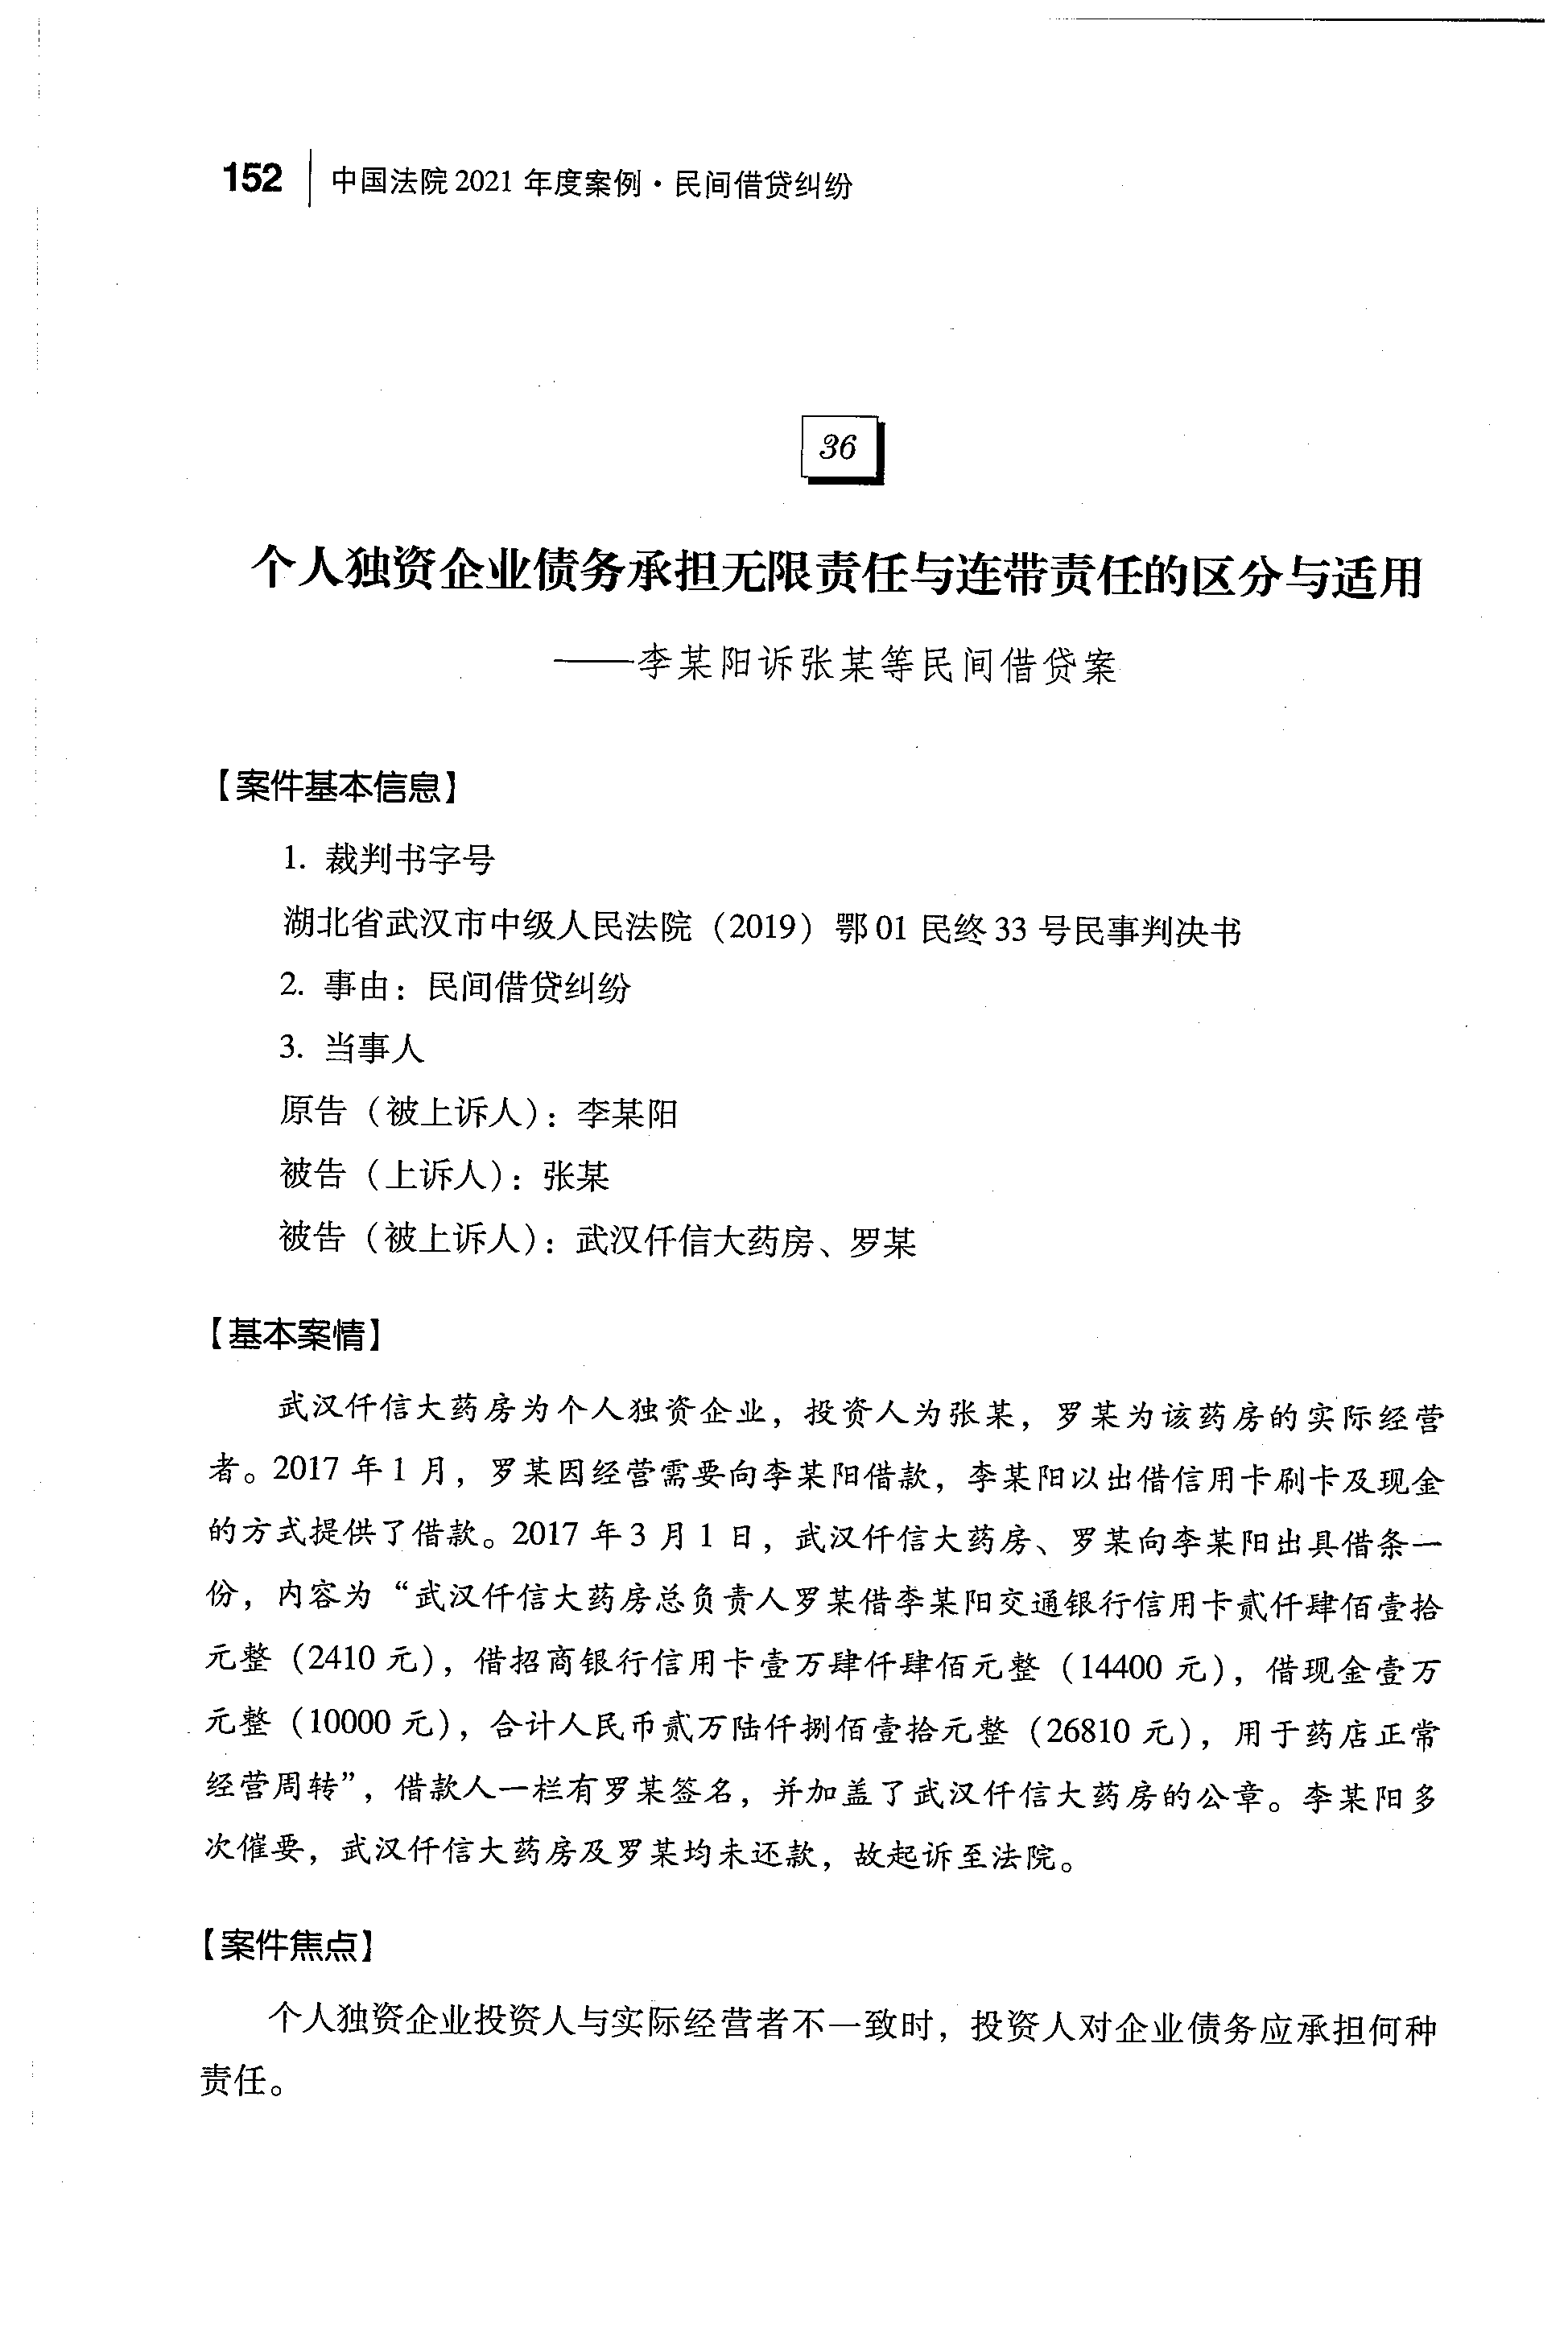 152 中国法院2021年度案例·民间借贷纠纷
36
个人独资企业债务承担无限责任与连带责任的区分与适用
——李某阳诉张某等民间借贷案
【案件基本信息】
1. 裁判书字号
湖北省武汉市中级人民法院（2019）鄂01民终33号民事判决书
2. 事由：民间借贷纠纷
3. 当事人
原告（被上诉人）：李某阳
被告（上诉人）：张某
被告（被上诉人）：武汉仟信大药房、罗某
【基本案情】
武汉仟信大药房为个人独资企业，投资人为张某，罗某为该药房的实际经营
者。2017年1月，罗某因经营需要向李某阳借款，李某阳以出借信用卡刷卡及现金
的方式提供了借款。2017年3月1日，武汉仟信大药房、罗某向李某阳出具借条一
份，内容为“武汉仟信大药房总负责人罗某借李某阳交通银行信用卡贰仟肆佰壹拾
元整（2410元），借招商银行信用卡壹万肆仟肆佰元整（14400元），借现金壹万
元整（10000元），合计人民币贰万陆仟捌佰壹拾元整（26810元），用于药店正常
经营周转”，借款人一栏有罗某签名，并加盖了武汉仟信大药房的公章。李某阳多
次催要，武汉仟信大药房及罗某均未还款，故起诉至法院。
【案件焦点】
个人独资企业投资人与实际经营者不一致时，投资人对企业债务应承担何种
责任。